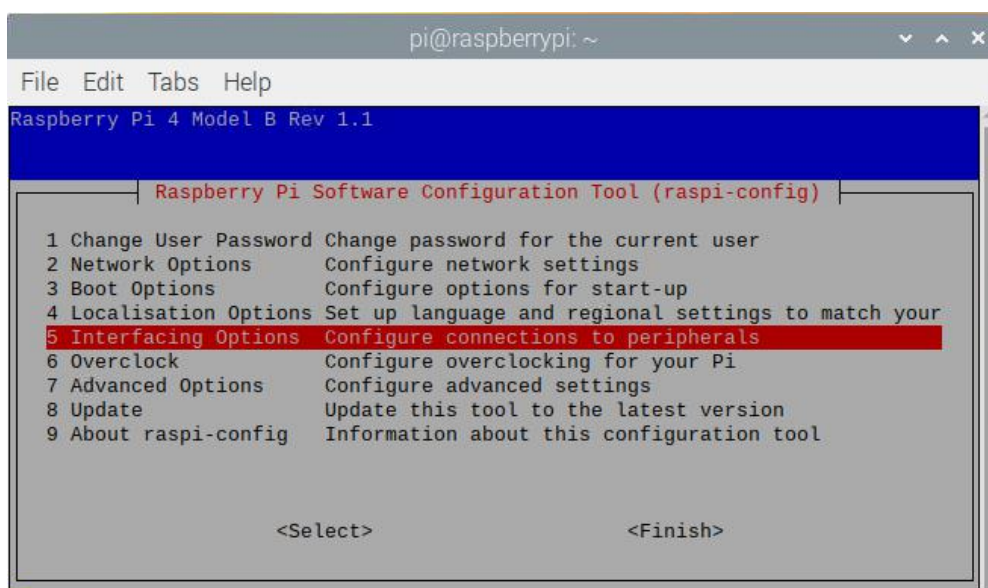 pi@raspberrypi: ~
File Edit Tabs Help
Raspberry Pi 4 Model B Rev 1.1
Raspberry Pi Software Configuration Tool (raspi-config)
1 Change User Password Change password for the current user
2 Network Options Configure network settings
3 Boot Options Configure options for start-up
4 Localisation Options Set up language and regional settings to match your
5 Interfacing Options Configure connections to peripherals
6 Overclock Configure overclocking for your Pi
7 Advanced Options Configure advanced settings
8 Update Update this tool to the latest version
9 About raspi-config Information about this configuration tool
<Select> <Finish>